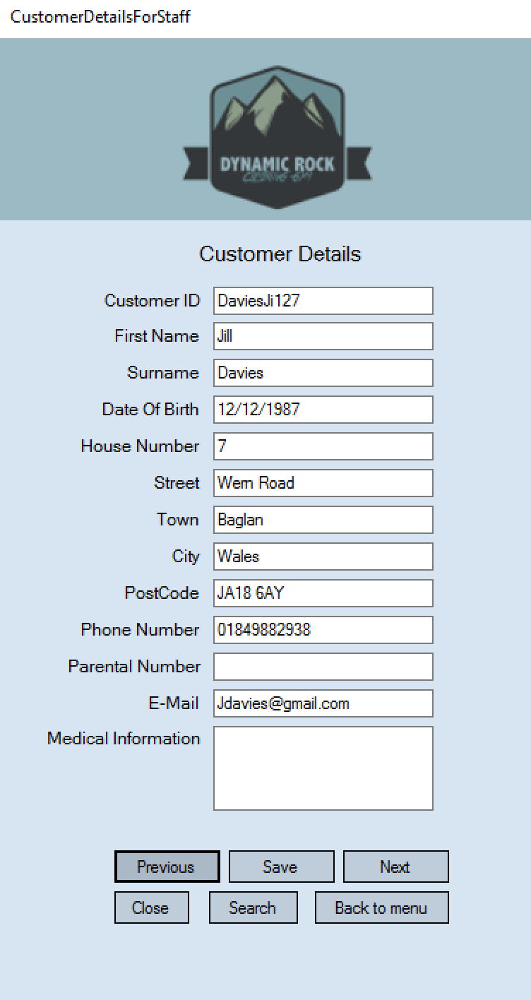 CustomerDetailsForStaff
DYNAMIC ROCK
CLIMBING GYM
Customer Details
Customer ID DaviesJi127
First Name Jill
Surname Davies
Date Of Birth 12/12/1987
House Number 7
Street Wern Road
Town Baglan
City Wales
PostCode JA18 6AY
Phone Number 01849882938
Parental Number
E-Mail Jdavies@gmail.com
Medical Information
Previous Save Next
Close Search Back to menu